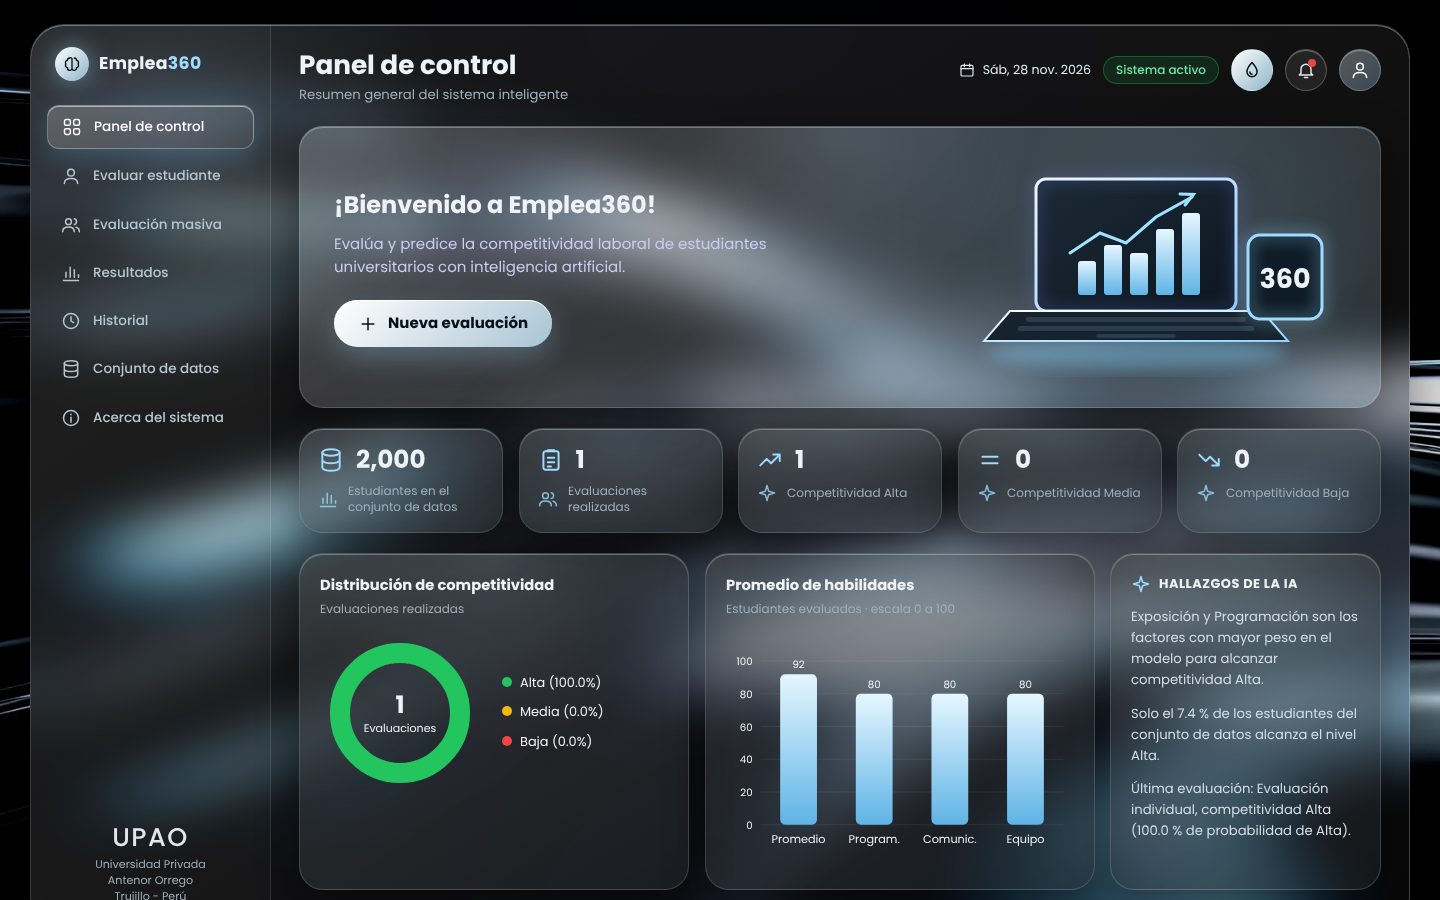 Emplea360
Panel de control
Evaluar estudiante
Evaluación masiva
Resultados
Historial
Conjunto de datos
Acerca del sistema
UPAO
Universidad Privada
Antenor Orrego
Trujillo - Perú
Panel de control
Resumen general del sistema inteligente
Sáb, 28 nov. 2026
Sistema activo
¡Bienvenido a Emplea360!
Evalúa y predice la competitividad laboral de estudiantes
universitarios con inteligencia artificial.
Nueva evaluación
360
2,000
Estudiantes en el
conjunto de datos
1
Evaluaciones
realizadas
1
Competitividad Alta
0
Competitividad Media
0
Competitividad Baja
Distribución de competitividad
Evaluaciones realizadas
1
Evaluaciones
Alta (100.0%)
Media (0.0%)
Baja (0.0%)
Promedio de habilidades
Estudiantes evaluados · escala 0 a 100
100
80
60
40
20
0
92
80
80
80
Promedio
Program.
Comunic.
Equipo
HALLAZGOS DE LA IA
Exposición y Programación son los
factores con mayor peso en el
modelo para alcanzar
competitividad Alta.
Solo el 7.4 % de los estudiantes del
conjunto de datos alcanza el nivel
Alta.
Última evaluación: Evaluación
individual, competitividad Alta
(100.0 % de probabilidad de Alta).